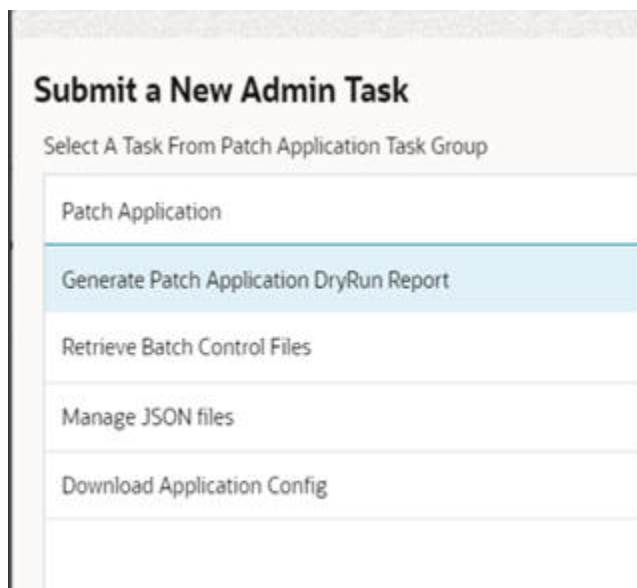 Submit a New Admin Task
Select A Task From Patch Application Task Group
Patch Application
Generate Patch Application DryRun Report
Retrieve Batch Control Files
Manage JSON files
Download Application Config